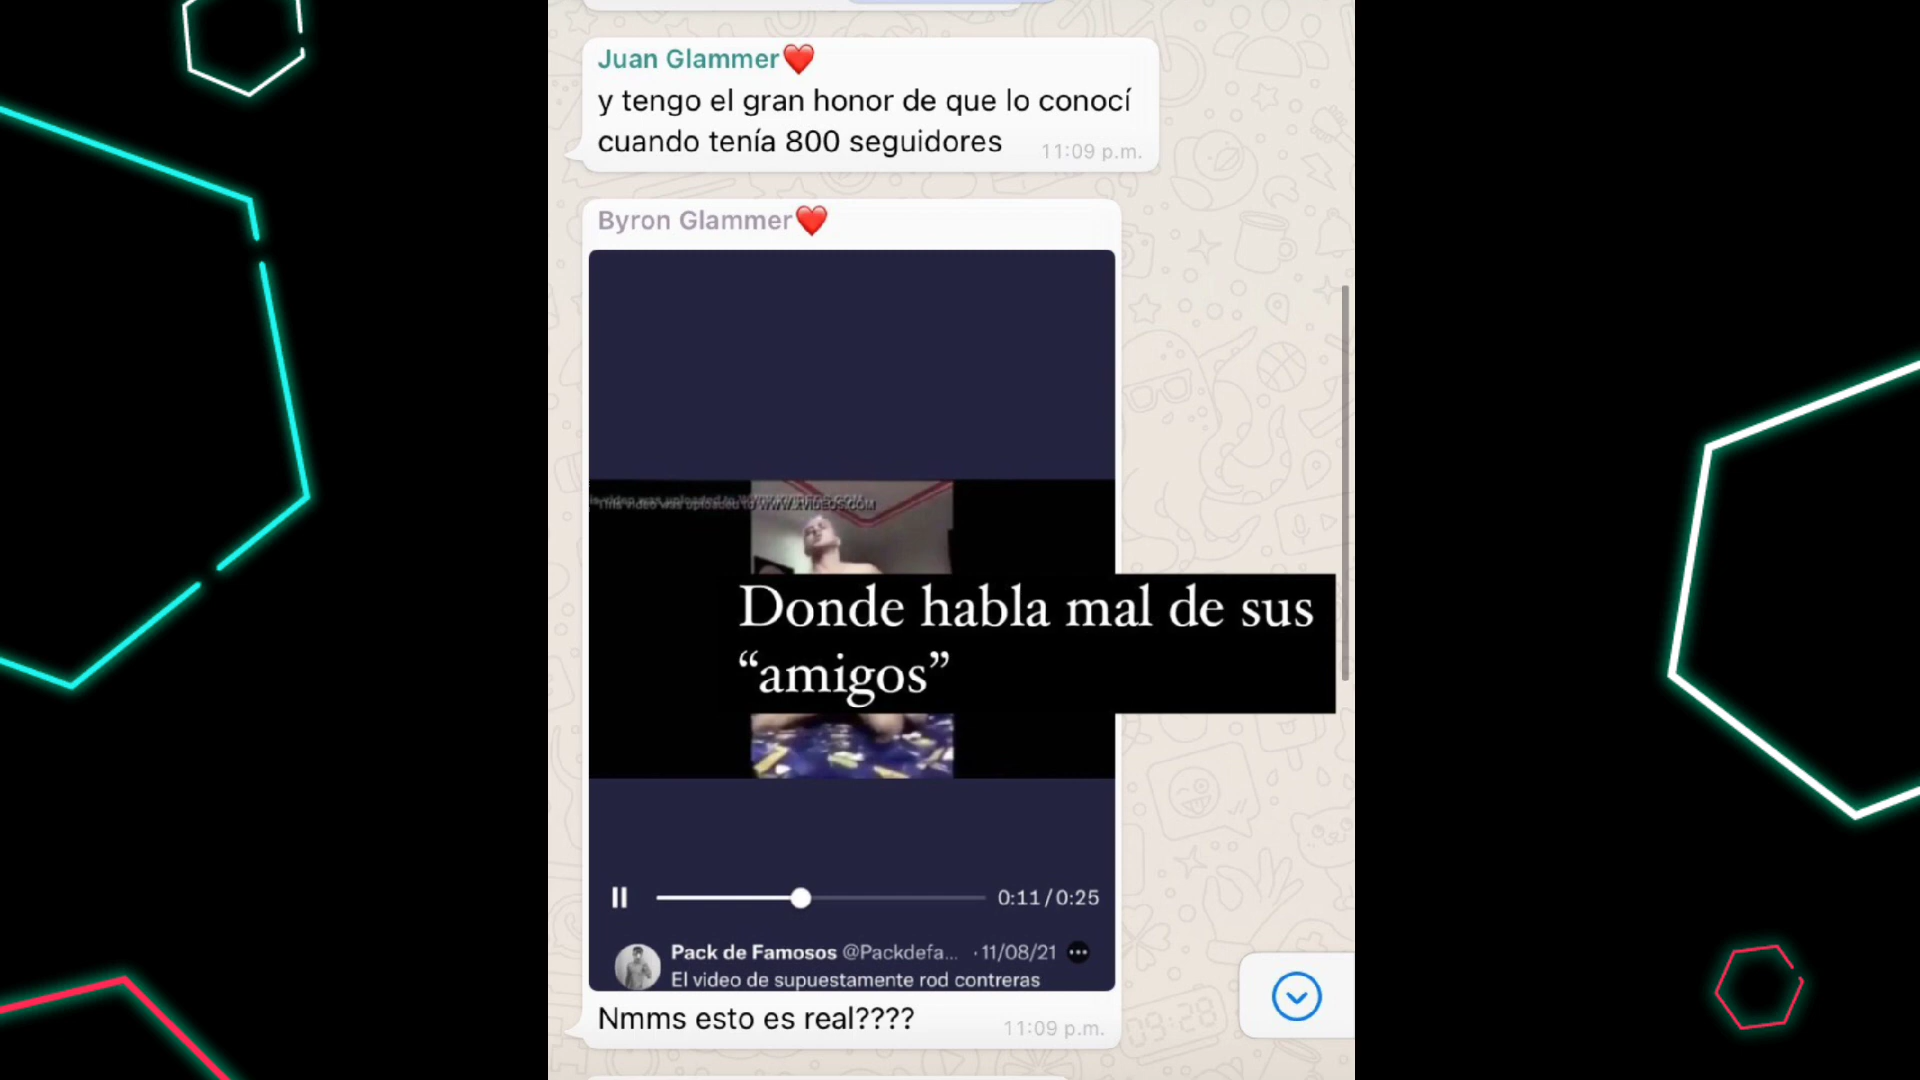 Juan Glammer❤️
y tengo el gran honor de que lo conocí
cuando tenía 800 seguidores
11:09 p.m.
Byron Glammer❤️
This video was uploaded to WWW.XVIDEOS.COM
Donde habla mal de sus
“amigos”
0:11/0:25
Pack de Famosos @Packdefa... ·11/08/21
El video de supuestamente rod contreras
Nmms esto es real????
11:09 p.m.